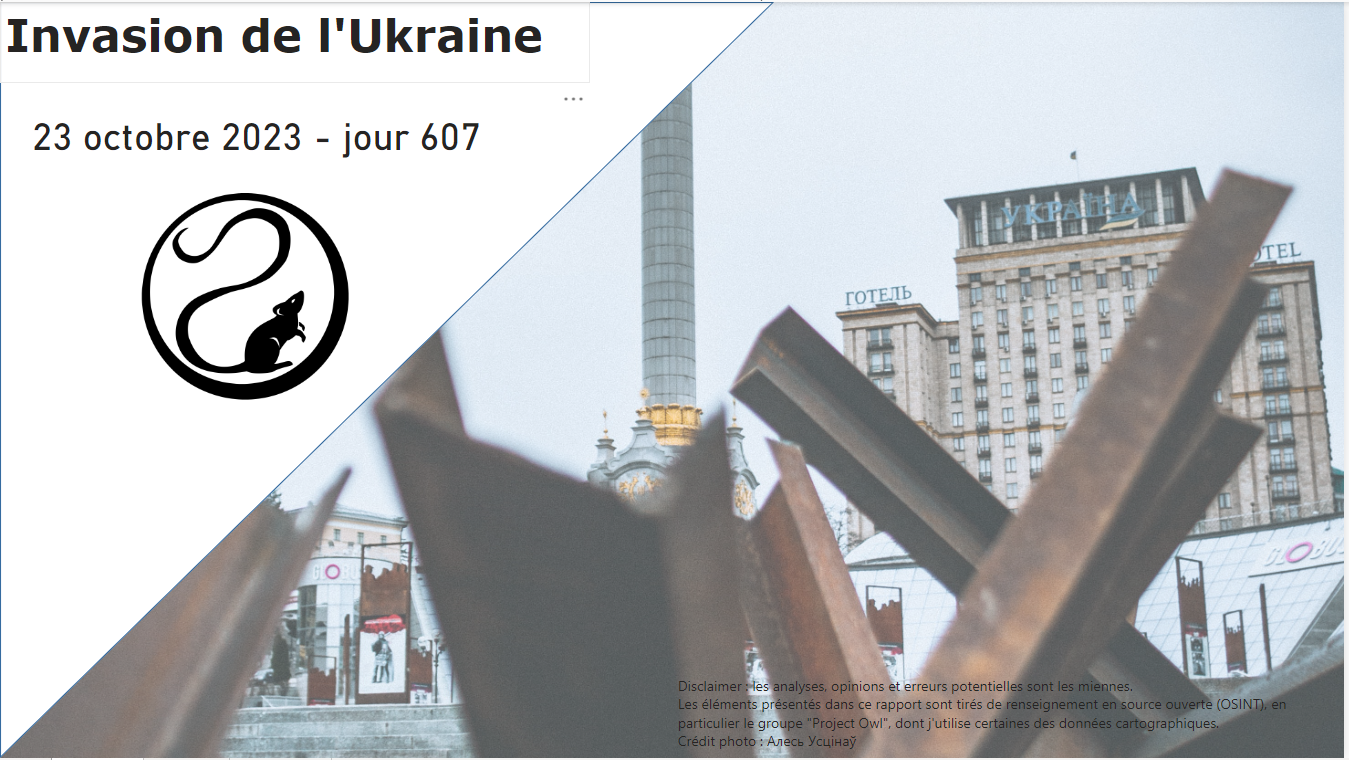 Invasion de l'Ukraine
...
23 octobre 2023 - jour 607
УКРАЇНА
ГОТЕЛЬ
OTEL
GLOBU
Disclaimer : les analyses, opinions et erreurs potentielles sont les miennes.
Les éléments présentés dans ce rapport sont tirés de renseignement en source ouverte (OSINT), en
particulier le groupe "Project Owl", dont j'utilise certaines des données cartographiques.
Crédit photo : Алесь Усцінаў